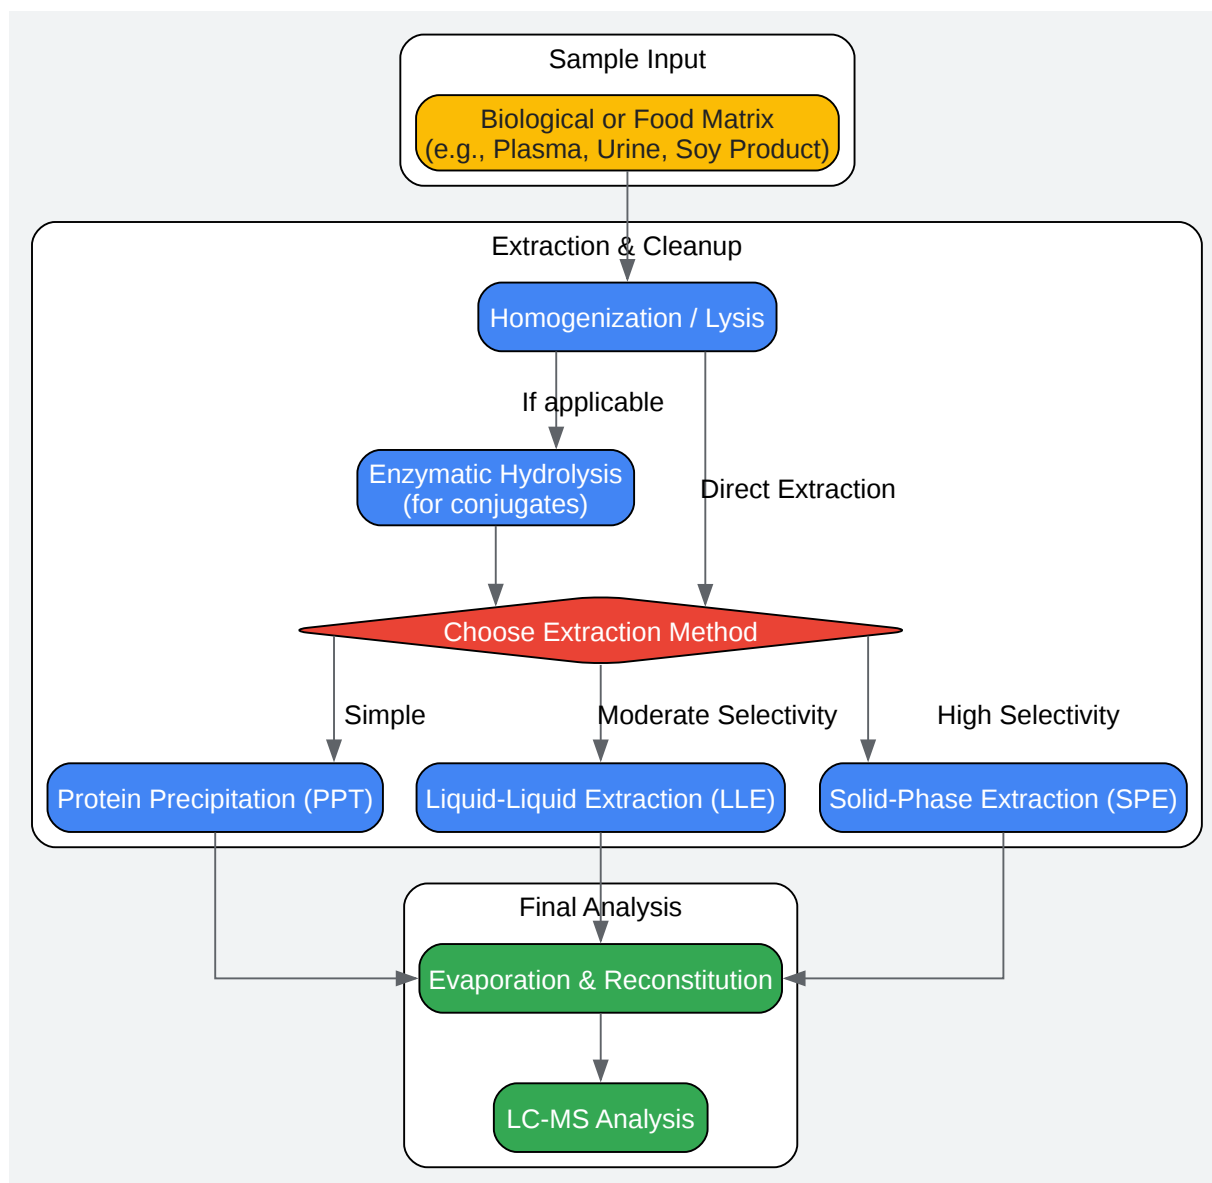 Sample Input
Biological or Food Matrix
(e.g., Plasma, Urine, Soy Product)
Extraction & Cleanup
Homogenization / Lysis
If applicable
Enzymatic Hydrolysis
(for conjugates)
Direct Extraction
Choose Extraction Method
Simple
Moderate Selectivity
High Selectivity
Protein Precipitation (PPT)
Liquid-Liquid Extraction (LLE)
Solid-Phase Extraction (SPE)
Final Analysis
Evaporation & Reconstitution
LC-MS Analysis